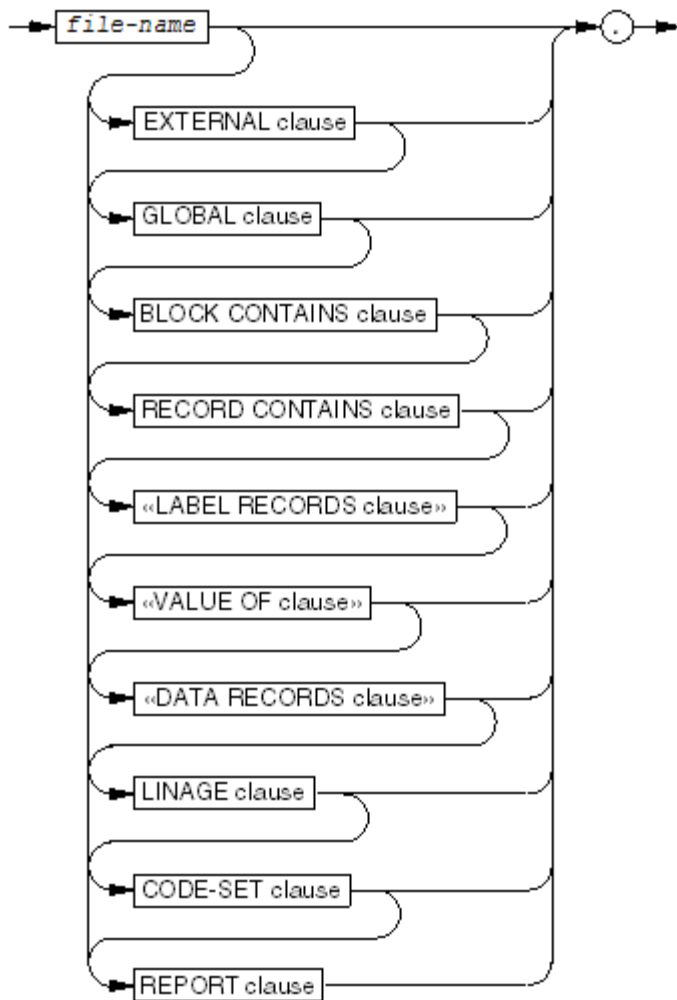 file-name
.
EXTERNAL clause
GLOBAL clause
BLOCK CONTAINS clause
RECORD CONTAINS clause
«LABEL RECORDS clause»
«VALUE OF clause»
«DATA RECORDS clause»
LINAGE clause
CODE-SET clause
REPORT clause